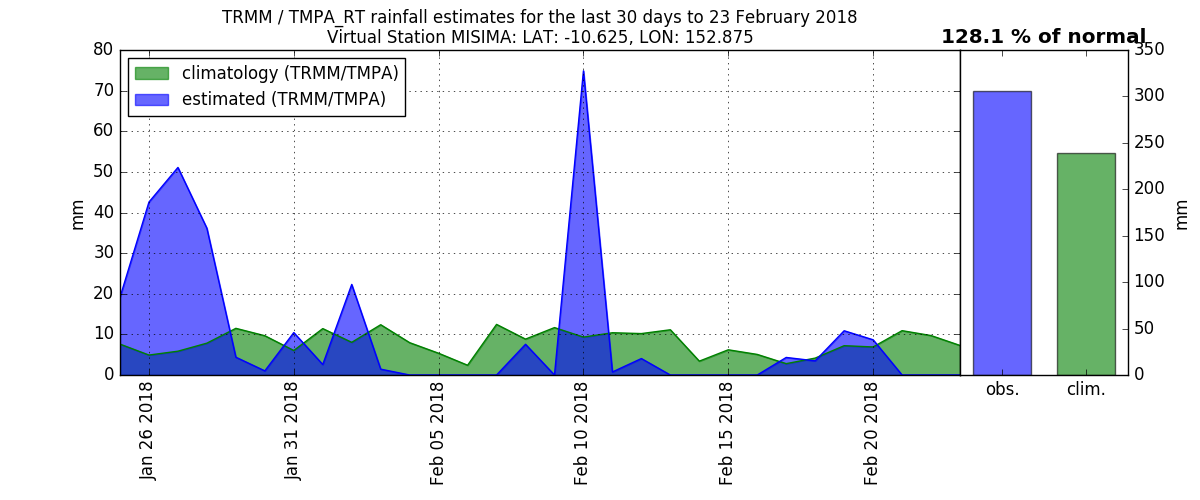 TRMM / TMPA_RT rainfall estimates for the last 30 days to 23 February 2018
Virtual Station MISIMA: LAT: -10.625, LON: 152.875
128.1 % of normal
climatology (TRMM/TMPA)
estimated (TRMM/TMPA)
80
70
60
50
40
30
20
10
0
mm
Jan 26 2018
Jan 31 2018
Feb 05 2018
Feb 10 2018
Feb 15 2018
Feb 20 2018
obs.
clim.
350
300
250
200
150
100
50
0
mm